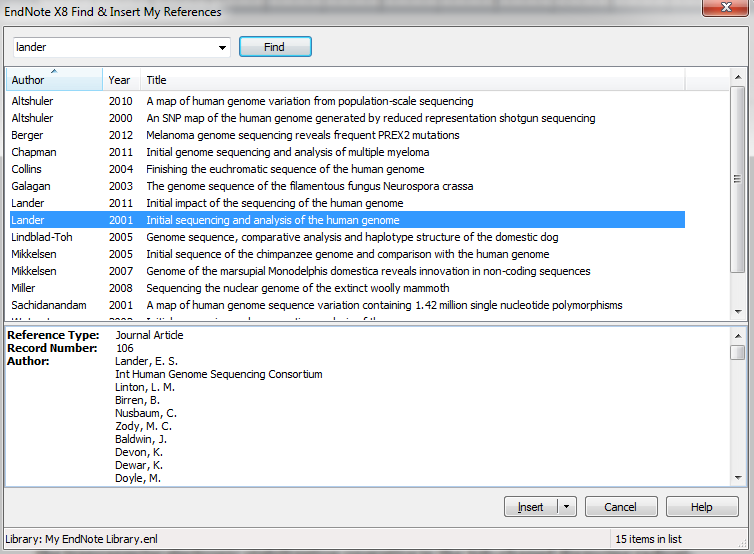 EndNote X8 Find & Insert My References
lander
Find
Author Year Title
Altshuler 2010 A map of human genome variation from population-scale sequencing
Altshuler 2000 An SNP map of the human genome generated by reduced representation shotgun sequencing
Berger 2012 Melanoma genome sequencing reveals frequent PREX2 mutations
Chapman 2011 Initial genome sequencing and analysis of multiple myeloma
Collins 2004 Finishing the euchromatic sequence of the human genome
Galagan 2003 The genome sequence of the filamentous fungus Neurospora crassa
Lander 2011 Initial impact of the sequencing of the human genome
Lander 2001 Initial sequencing and analysis of the human genome
Lindblad-Toh 2005 Genome sequence, comparative analysis and haplotype structure of the domestic dog
Mikkelsen 2005 Initial sequence of the chimpanzee genome and comparison with the human genome
Mikkelsen 2007 Genome of the marsupial Monodelphis domestica reveals innovation in non-coding sequences
Miller 2008 Sequencing the nuclear genome of the extinct woolly mammoth
Sachidanandam 2001 A map of human genome sequence variation containing 1.42 million single nucleotide polymorphisms
Reference Type: Journal Article
Record Number: 106
Author: Lander, E. S.
Int Human Genome Sequencing Consortium
Linton, L. M.
Birren, B.
Nusbaum, C.
Zody, M. C.
Baldwin, J.
Devon, K.
Dewar, K.
Doyle, M.
Insert Cancel Help
Library: My EndNote Library.enl 15 items in list